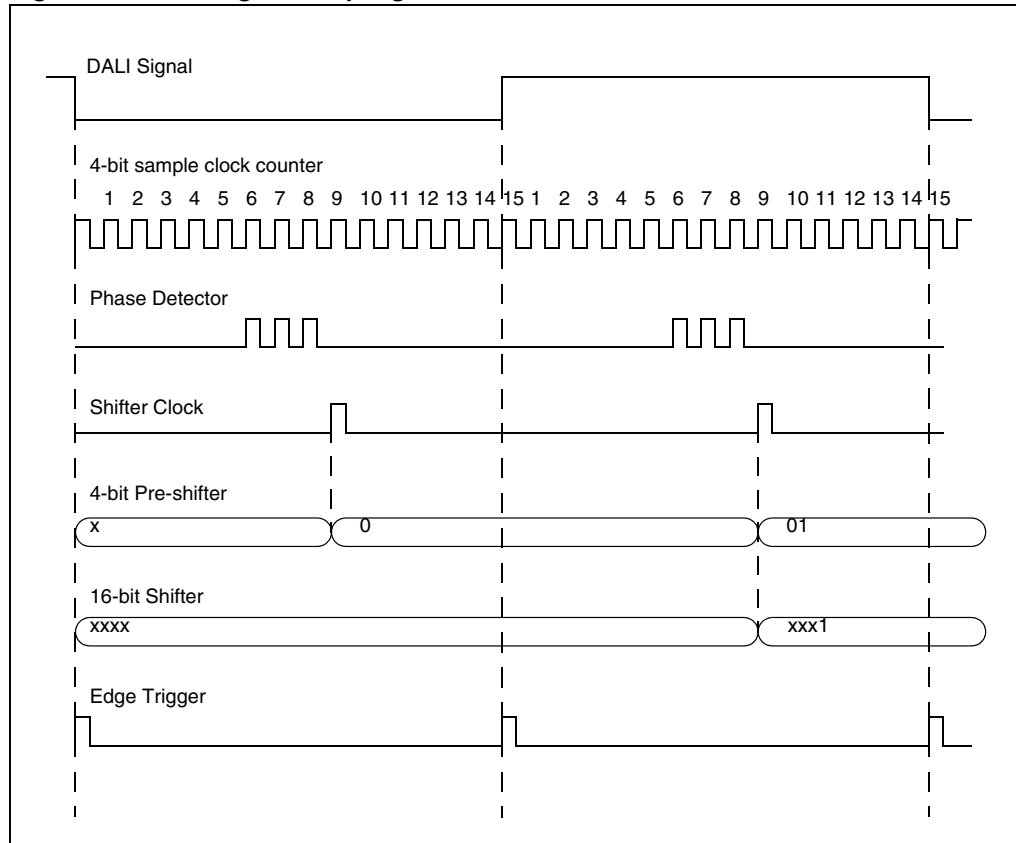 DALI Signal
4-bit sample clock counter
1 2 3 4 5 6 7 8 9 10 11 12 13 14 15 1 2 3 4 5 6 7 8 9 10 11 12 13 14 15
Phase Detector
Shifter Clock
4-bit Pre-shifter
x 0 01
16-bit Shifter
xxxx xxx1
Edge Trigger